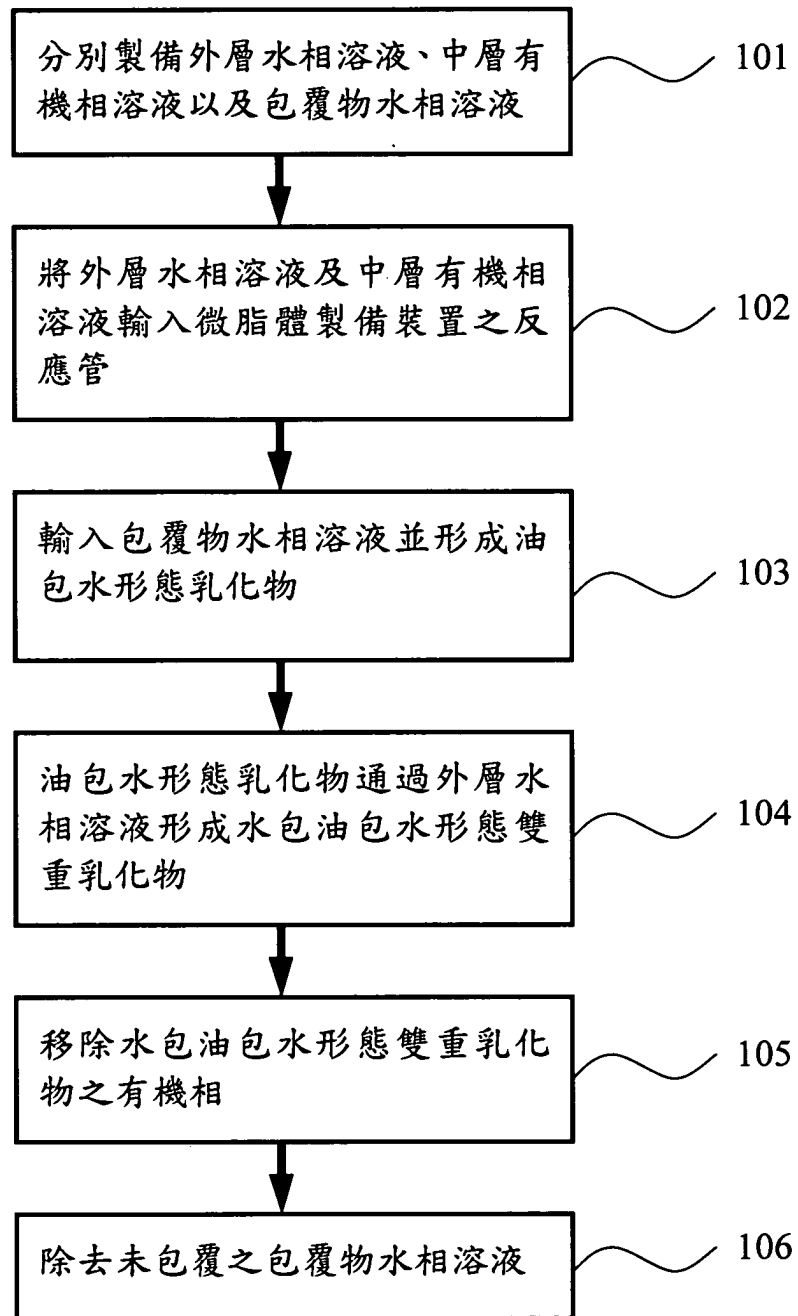 分別製備外層水相溶液、中層有
機相溶液以及包覆物水相溶液
101
將外層水相溶液及中層有機相
溶液輸入微脂體製備裝置之反
應管
102
輸入包覆物水相溶液並形成油
包水形態乳化物
103
油包水形態乳化物通過外層水
相溶液形成水包油包水形態雙
重乳化物
104
移除水包油包水形態雙重乳化
物之有機相
105
除去未包覆之包覆物水相溶液
106